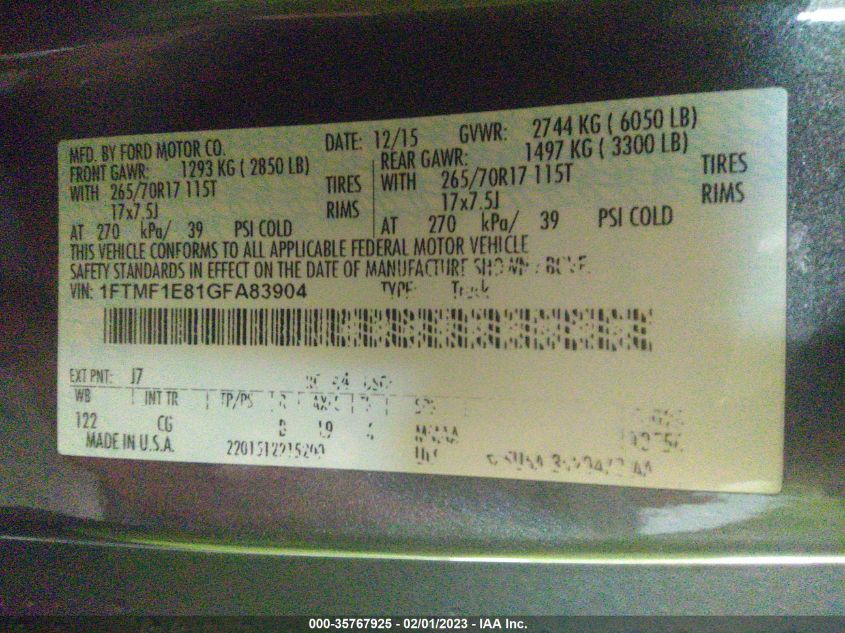 MFD. BY FORD MOTOR CO. DATE: 12/15 GVWR: 2744 KG ( 6050 LB)
FRONT GAWR: 1293 KG ( 2850 LB) REAR GAWR: 1497 KG ( 3300 LB)
WITH 265/70R17 115T TIRES WITH 265/70R17 115T TIRES
17x7.5J RIMS 17x7.5J RIMS
AT 270 kPa/ 39 PSI COLD AT 270 kPa/ 39 PSI COLD
THIS VEHICLE CONFORMS TO ALL APPLICABLE FEDERAL MOTOR VEHICLE
SAFETY STANDARDS IN EFFECT ON THE DATE OF MANUFACTURE SHOWN
VIN: 1FTMF1E81GFA83904 TYPE: Truck
EXT PNT: J7
WB INT TR TP/PS R
122 CG
MADE IN U.S.A.
000-35767925 - 02/01/2023 - IAA Inc.